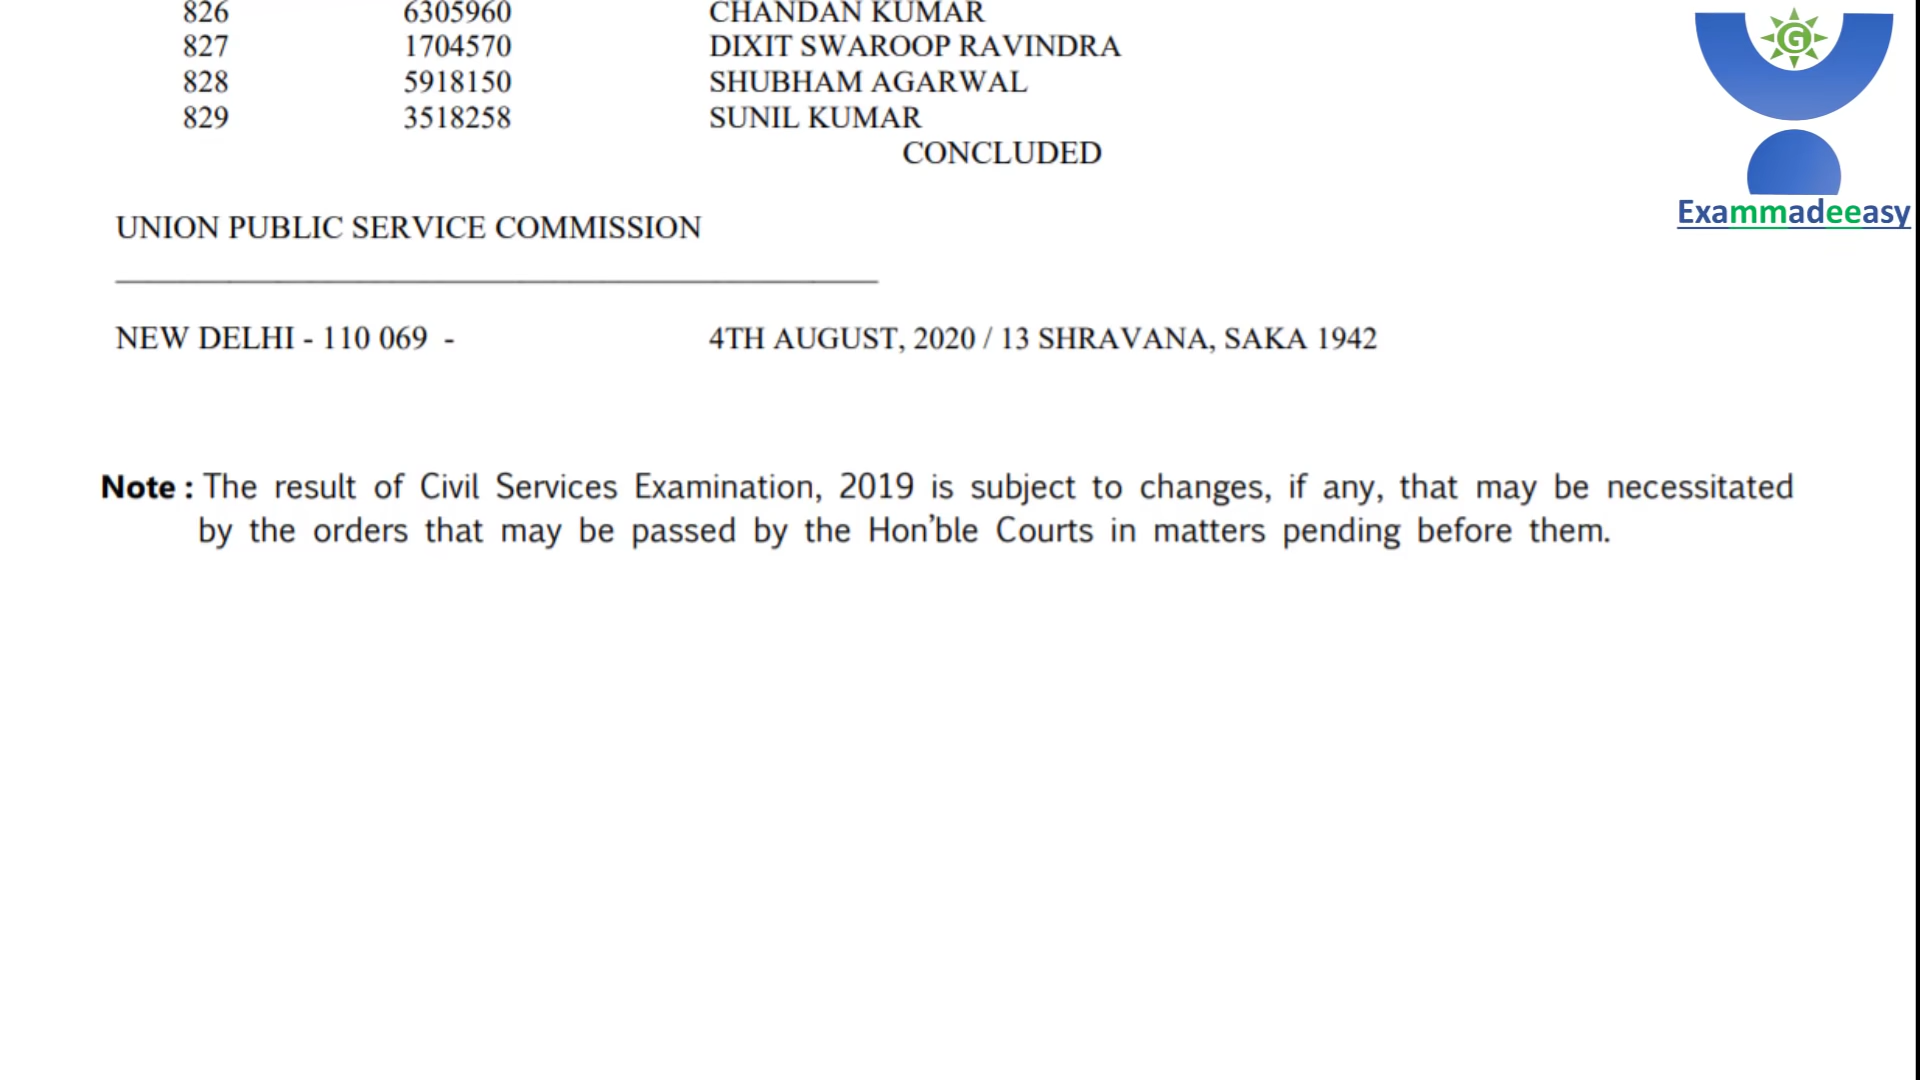 826 6305960 CHANDAN KUMAR
827 1704570 DIXIT SWAROOP RAVINDRA
828 5918150 SHUBHAM AGARWAL
829 3518258 SUNIL KUMAR
CONCLUDED
UNION PUBLIC SERVICE COMMISSION
NEW DELHI - 110 069 - 4TH AUGUST, 2020 / 13 SHRAVANA, SAKA 1942
Note : The result of Civil Services Examination, 2019 is subject to changes, if any, that may be necessitated
by the orders that may be passed by the Hon'ble Courts in matters pending before them.
G
Exammadeeasy